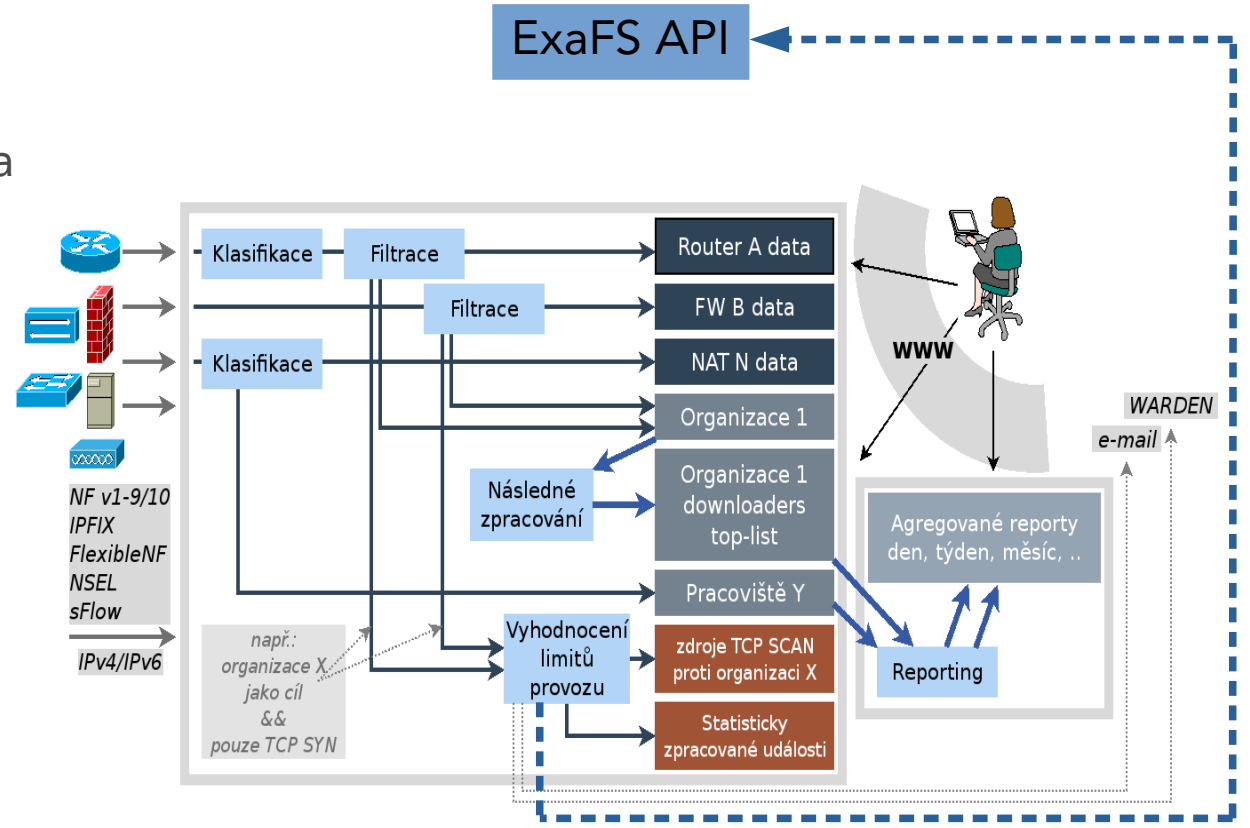 ExaFS API
a
Klasifikace
Filtrace
Router A data
Filtrace
FW B data
Klasifikace
NAT N data
WWW
Organizace 1
WARDEN
e-mail
Následné
zpracování
Organizace 1
downloaders
top-list
NF v1-9/10
IPFIX
FlexibleNF
NSEL
sFlow
IPv4/IPv6
Agregované reporty
den, týden, měsíc, ..
Pracoviště Y
např.:
organizace X
jako cíl
&&
pouze TCP SYN
Vyhodnocení
limitů
provozu
zdroje TCP SCAN
proti organizaci X
Reporting
Statisticky
zpracované události